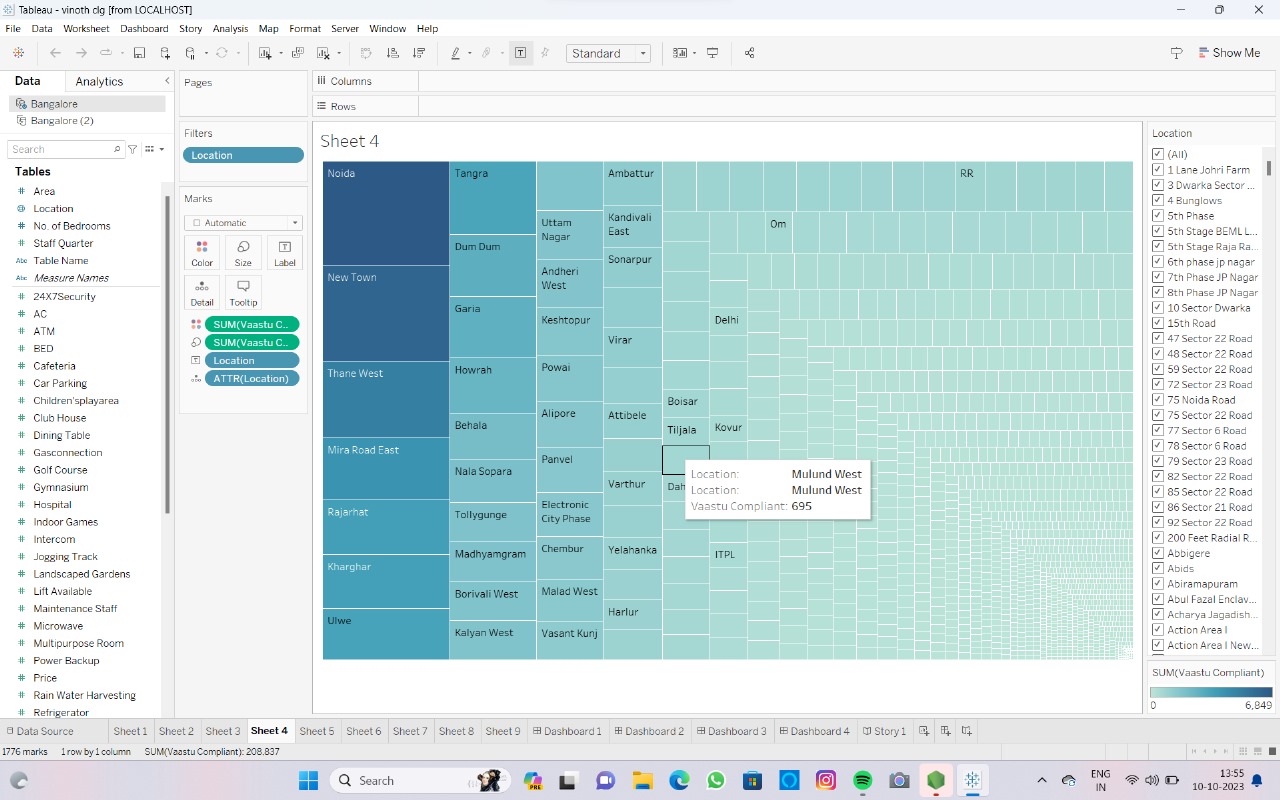 Tableau - vinoth clg [from LOCALHOST]
File Data Worksheet Dashboard Story Analysis Map Format Server Window Help
Standard
Show Me
Data Analytics
Bangalore
Bangalore (2)
Search
Tables
Area
Location
No. of Bedrooms
Staff Quarter
Abc Table Name
Abc Measure Names
24X7Security
AC
ATM
BED
Cafeteria
Car Parking
Children'splayarea
Club House
Dining Table
Gasconnection
Golf Course
Gymnasium
Hospital
Indoor Games
Intercom
Jogging Track
Landscaped Gardens
Lift Available
Maintenance Staff
Microwave
Multipurpose Room
Power Backup
Price
Rain Water Harvesting
Refrigerator
Pages
Filters
Location
Marks
Automatic
Color Size Label
Detail Tooltip
SUM(Vaastu C..
SUM(Vaastu C..
Location
ATTR(Location)
Columns
Rows
Sheet 4
Noida
New Town
Thane West
Mira Road East
Rajarhat
Kharghar
Ulwe
Tangra
Dum Dum
Garia
Howrah
Behala
Nala Sopara
Tollygunge
Madhyamgram
Borivali West
Kalyan West
Uttam
Nagar
Andheri
West
Keshtopur
Powai
Alipore
Panvel
Electronic
City Phase
Chembur
Malad West
Vasant Kunj
Ambattur
Kandivali
East
Sonarpur
Virar
Attibele
Varthur
Yelahanka
Harlur
Boisar
Tiljala
Dah
Delhi
Kovur
ITPL
Om
RR
Location: Mulund West
Location: Mulund West
Vaastu Compliant: 695
Location
(All)
1 Lane Johri Farm
3 Dwarka Sector ...
4 Bunglows
5th Phase
5th Stage BEML L...
5th Stage Raja Ra...
6th phase jp nagar
7th Phase JP Nagar
8th Phase JP Nagar
10 Sector Dwarka
15th Road
47 Sector 22 Road
48 Sector 22 Road
59 Sector 22 Road
72 Sector 23 Road
75 Noida Road
75 Sector 22 Road
77 Sector 6 Road
78 Sector 6 Road
79 Sector 23 Road
82 Sector 22 Road
85 Sector 22 Road
86 Sector 21 Road
92 Sector 22 Road
200 Feet Radial R...
Abbigere
Abids
Abiramapuram
Abul Fazal Enclav...
Acharya Jagadish...
Action Area I
Action Area I New...
SUM(Vaastu Compliant)
0 6,849
Data Source Sheet 1 Sheet 2 Sheet 3 Sheet 4 Sheet 5 Sheet 6 Sheet 7 Sheet 8 Sheet 9 Dashboard 1 Dashboard 2 Dashboard 3 Dashboard 4 Story 1
1776 marks 1 row by 1 column SUM(Vaastu Compliant): 208,837
Search
PRE
ENG
IN
13:55
10-10-2023